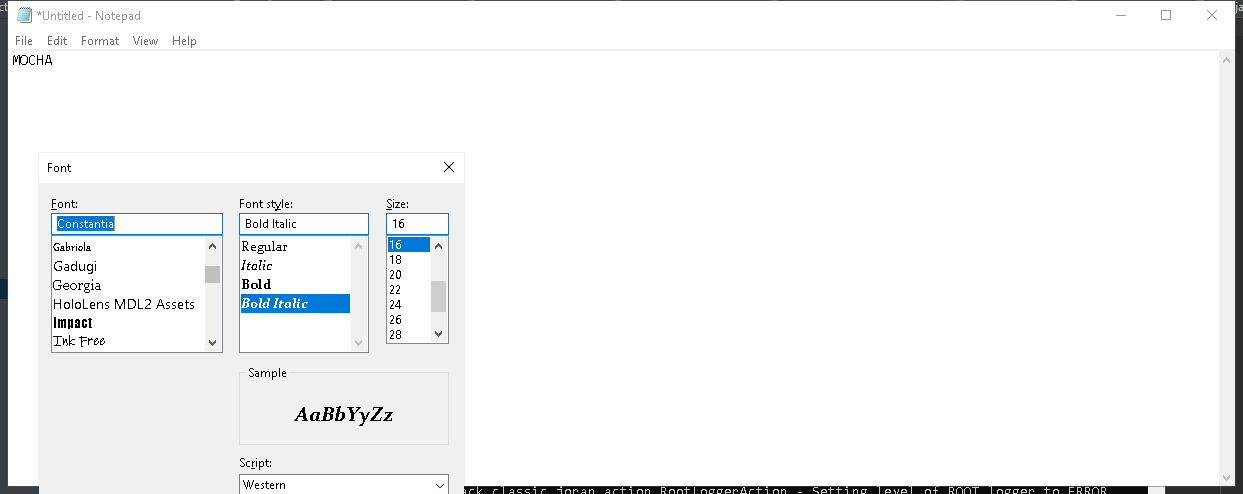 *Untitled - Notepad
File Edit Format View Help
MOCHA
Font
Font: Font style: Size:
Constantia Bold Italic 16
Gabriola Regular 16
Gadugi Italic 18
Georgia Bold 20
HoloLens MDL2 Assets Bold Italic 22
Impact 24
Ink Free 26
28
Sample
AaBbYyZz
Script:
Western
ack classic joran action RootLoggerAction - Setting level of ROOT logger to ERROR